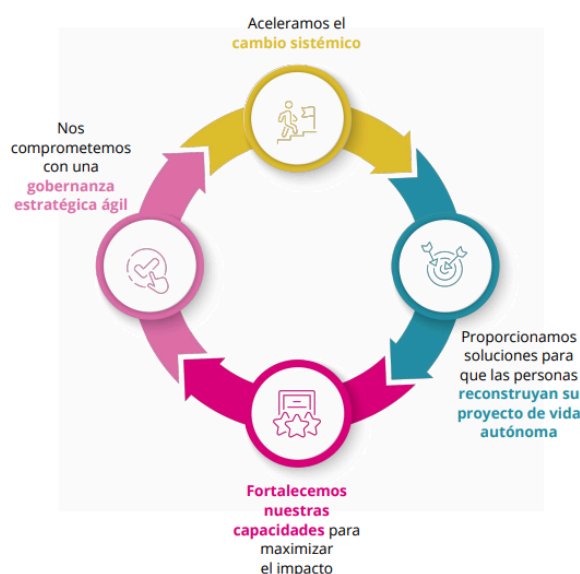 Aceleramos el
cambio sistémico
Nos
comprometemos
con una
gobernanza
estratégica ágil
Proporcionamos
soluciones para
que las personas
reconstruyan su
proyecto de vida
autónoma
Fortalecemos
nuestras
capacidades para
maximizar
el impacto